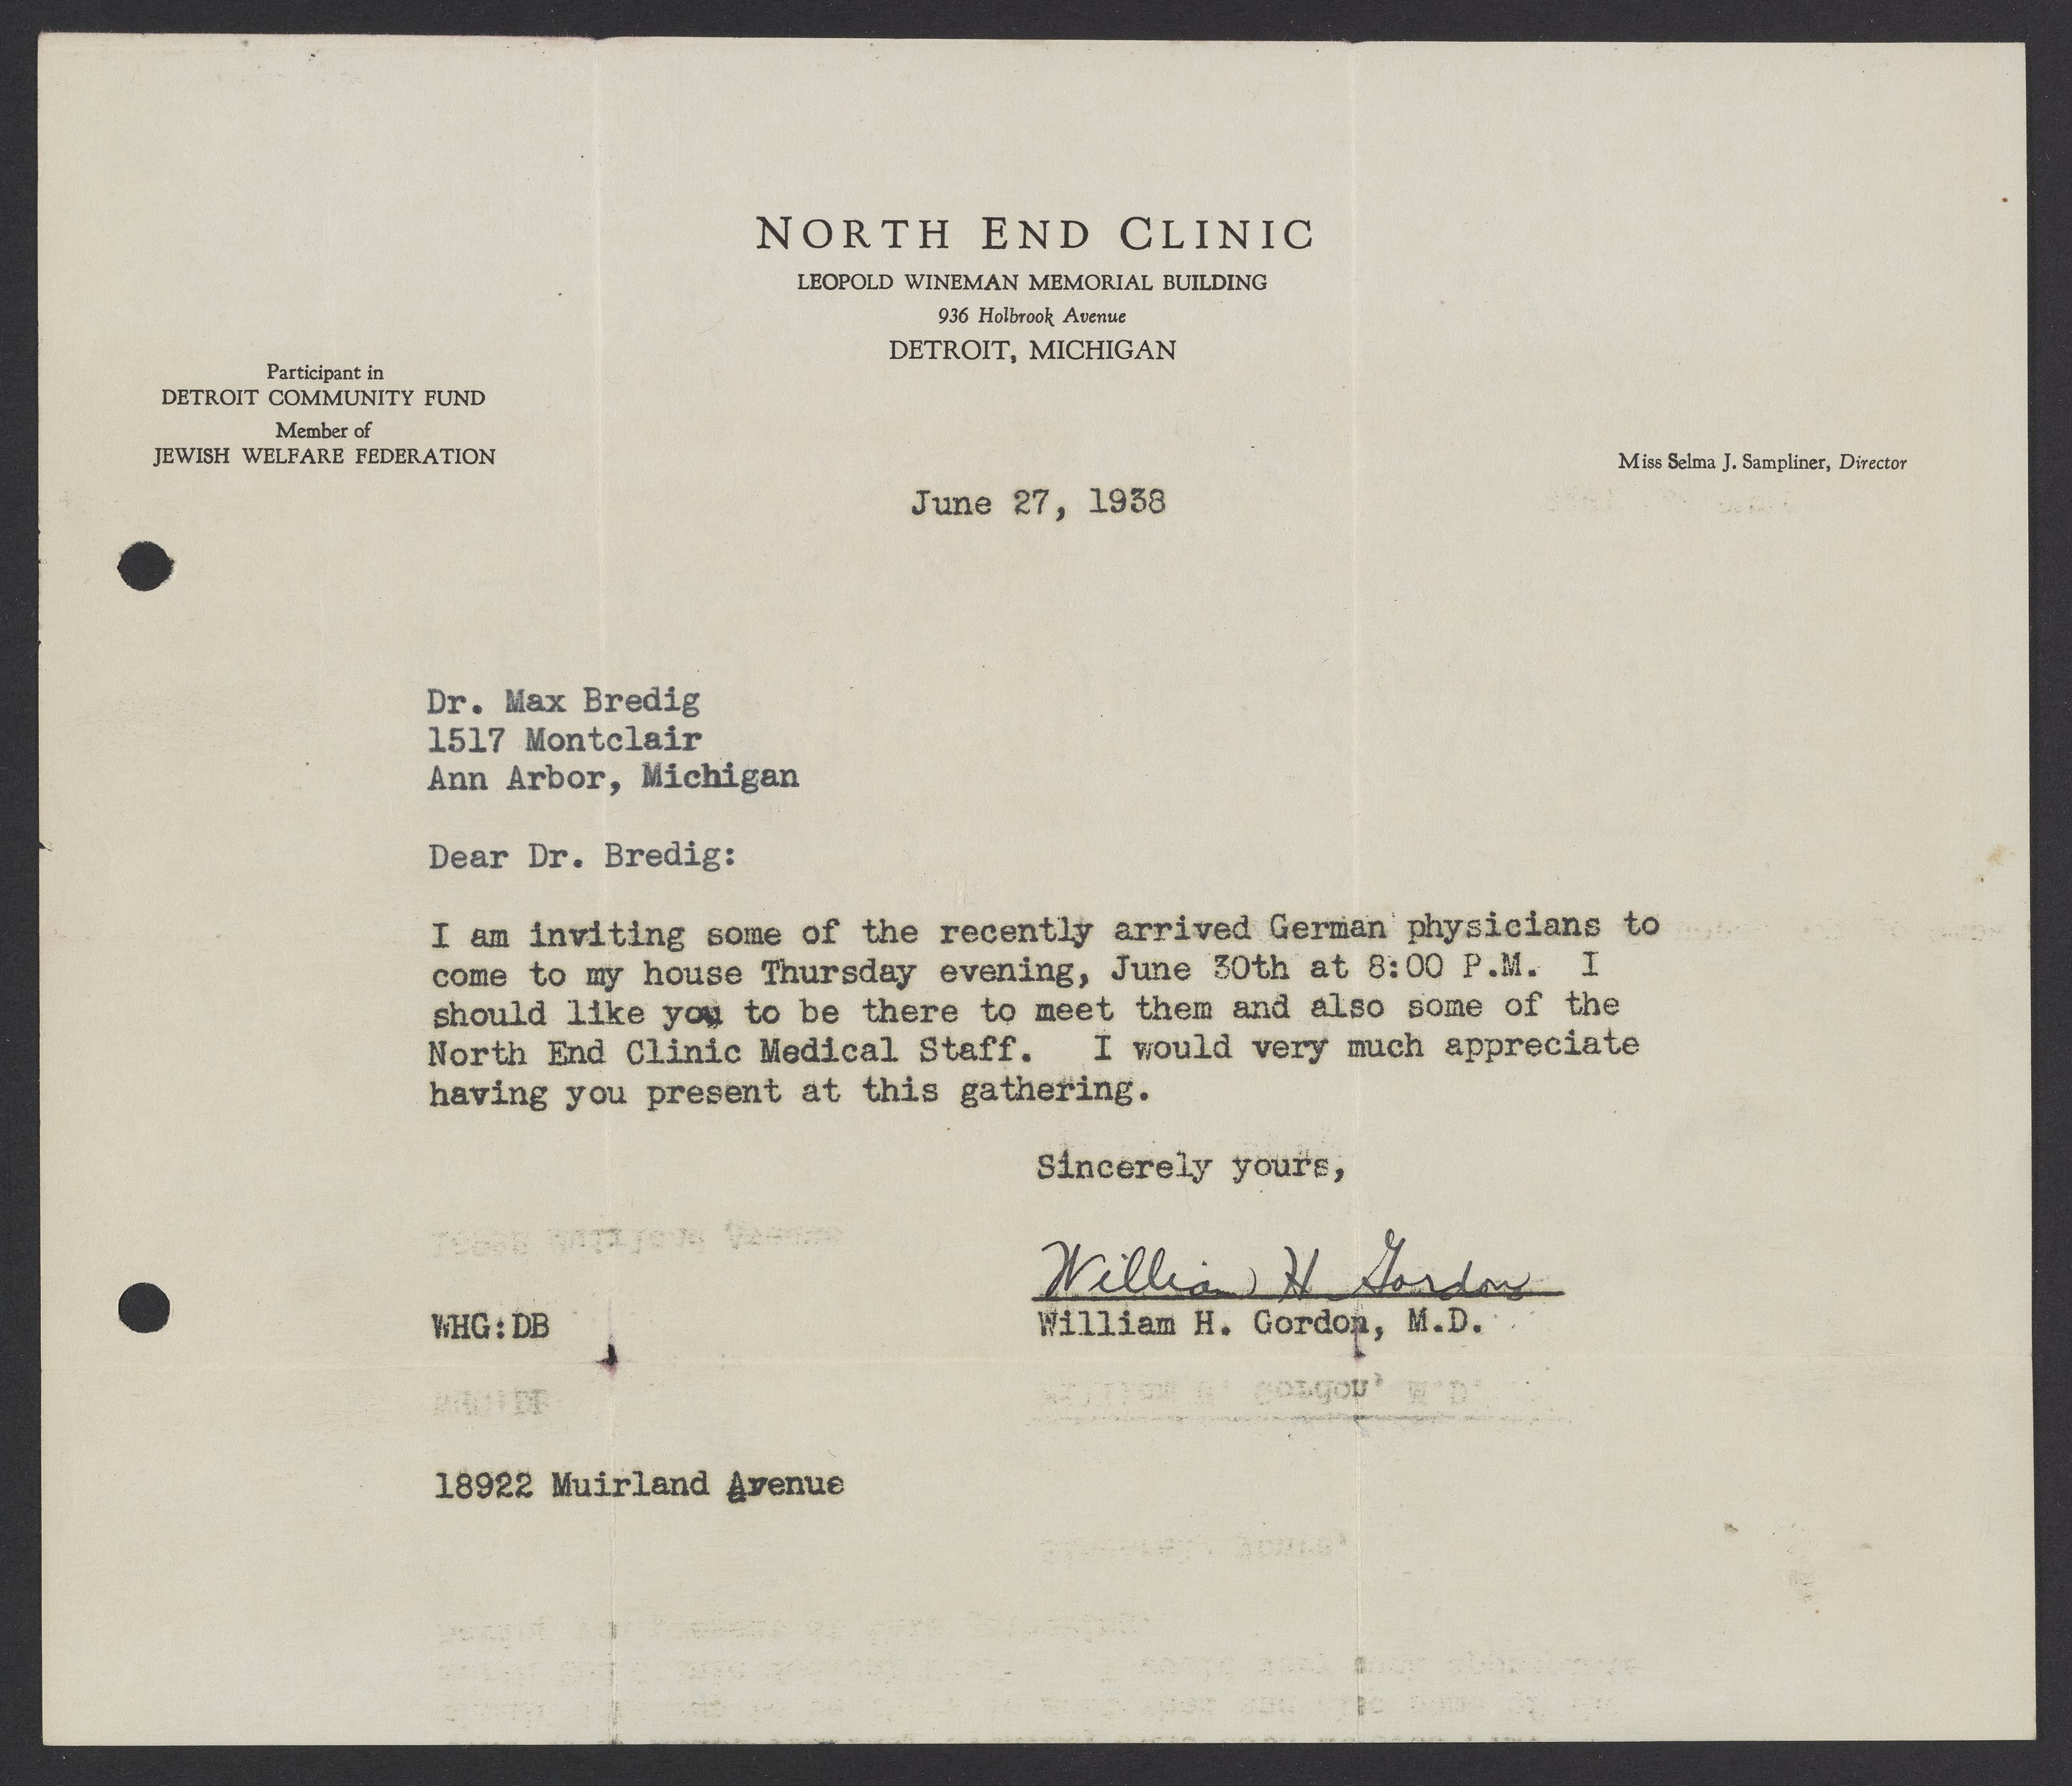 NORTH END CLINIC
LEOPOLD WINEMAN MEMORIAL BUILDING
936 Holbrook Avenue
DETROIT, MICHIGAN
Participant in
DETROIT COMMUNITY FUND
Member of
JEWISH WELFARE FEDERATION
Miss Selma J. Sampliner, Director
June 27, 1938
Dr. Max Bredig
1517 Montclair
Ann Arbor, Michigan
Dear Dr. Bredig:
I am inviting some of the recently arrived German physicians to
come to my house Thursday evening, June 30th at 8:00 P.M. I
should like you to be there to meet them and also some of the
North End Clinic Medical Staff. I would very much appreciate
having you present at this gathering.
Sincerely yours,
William H Gordon
William H. Gordon, M.D.
WHG:DB
18922 Muirland Avenue